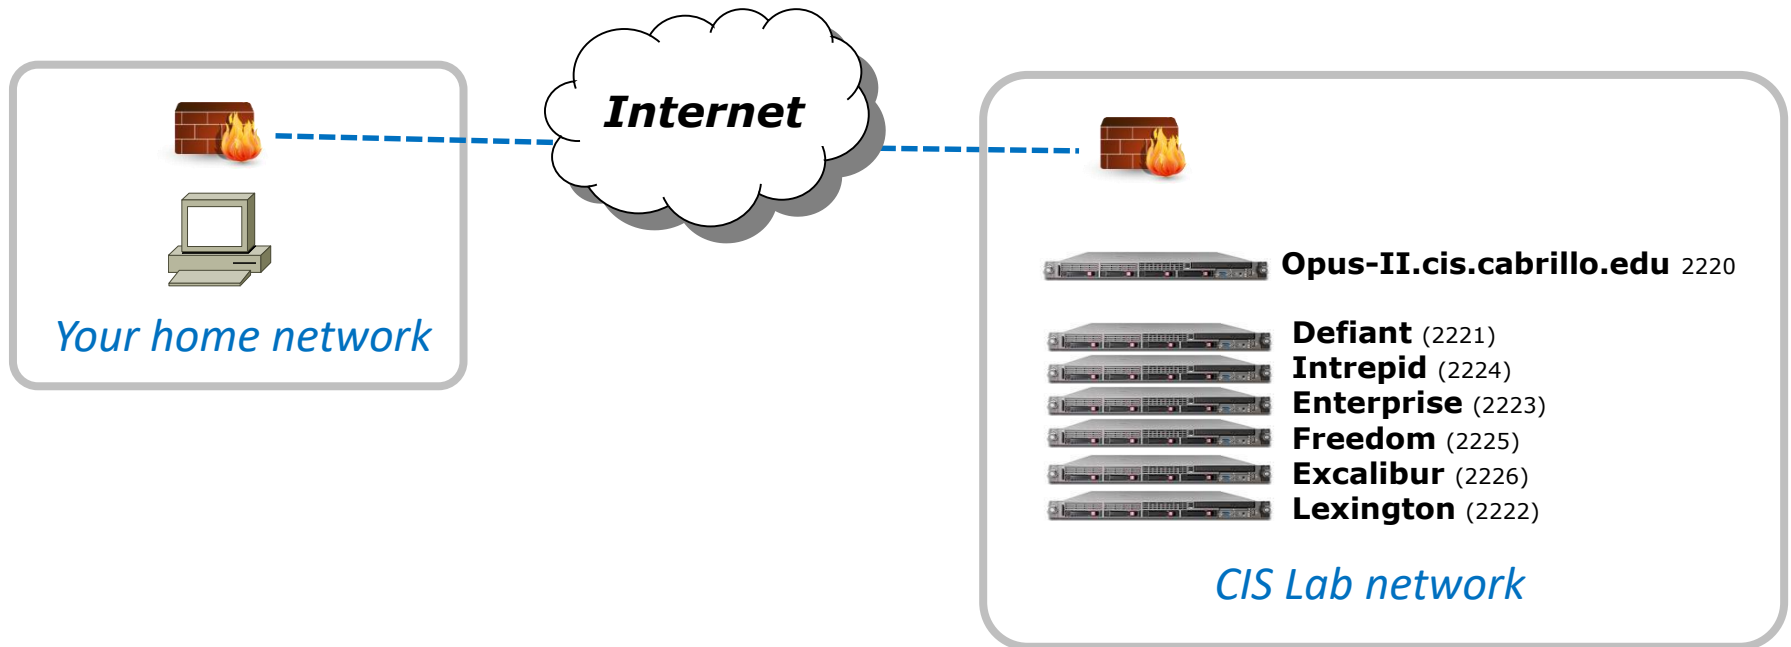 Internet
Your home network
Opus-II.cis.cabrillo.edu 2220
Defiant (2221)
Intrepid (2224)
Enterprise (2223)
Freedom (2225)
Excalibur (2226)
Lexington (2222)
CIS Lab network